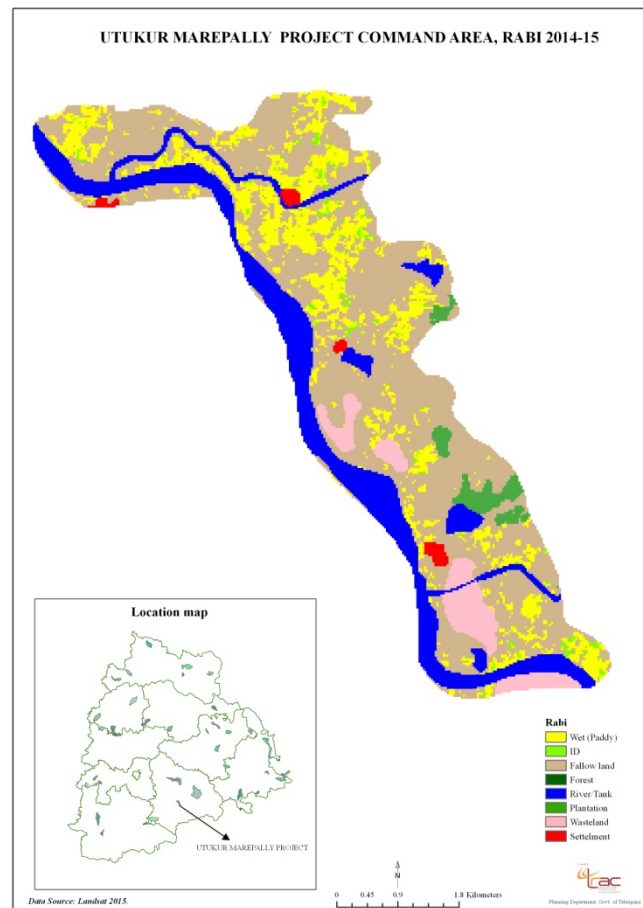 UTUKUR MAREPALLY PROJECT COMMAND AREA, RABI 2014-15
Location map
UTUKUR MAREPALLY PROJECT
Rabi
Wet (Paddy)
ID
Fallow land
Forest
River/Tank
Plantation
Wasteland
Settelment
N
0 0.45 0.9 1.8 Kilometers
trac
Planning Department, Govt. of Telangana
Data Source: Landsat 2015.